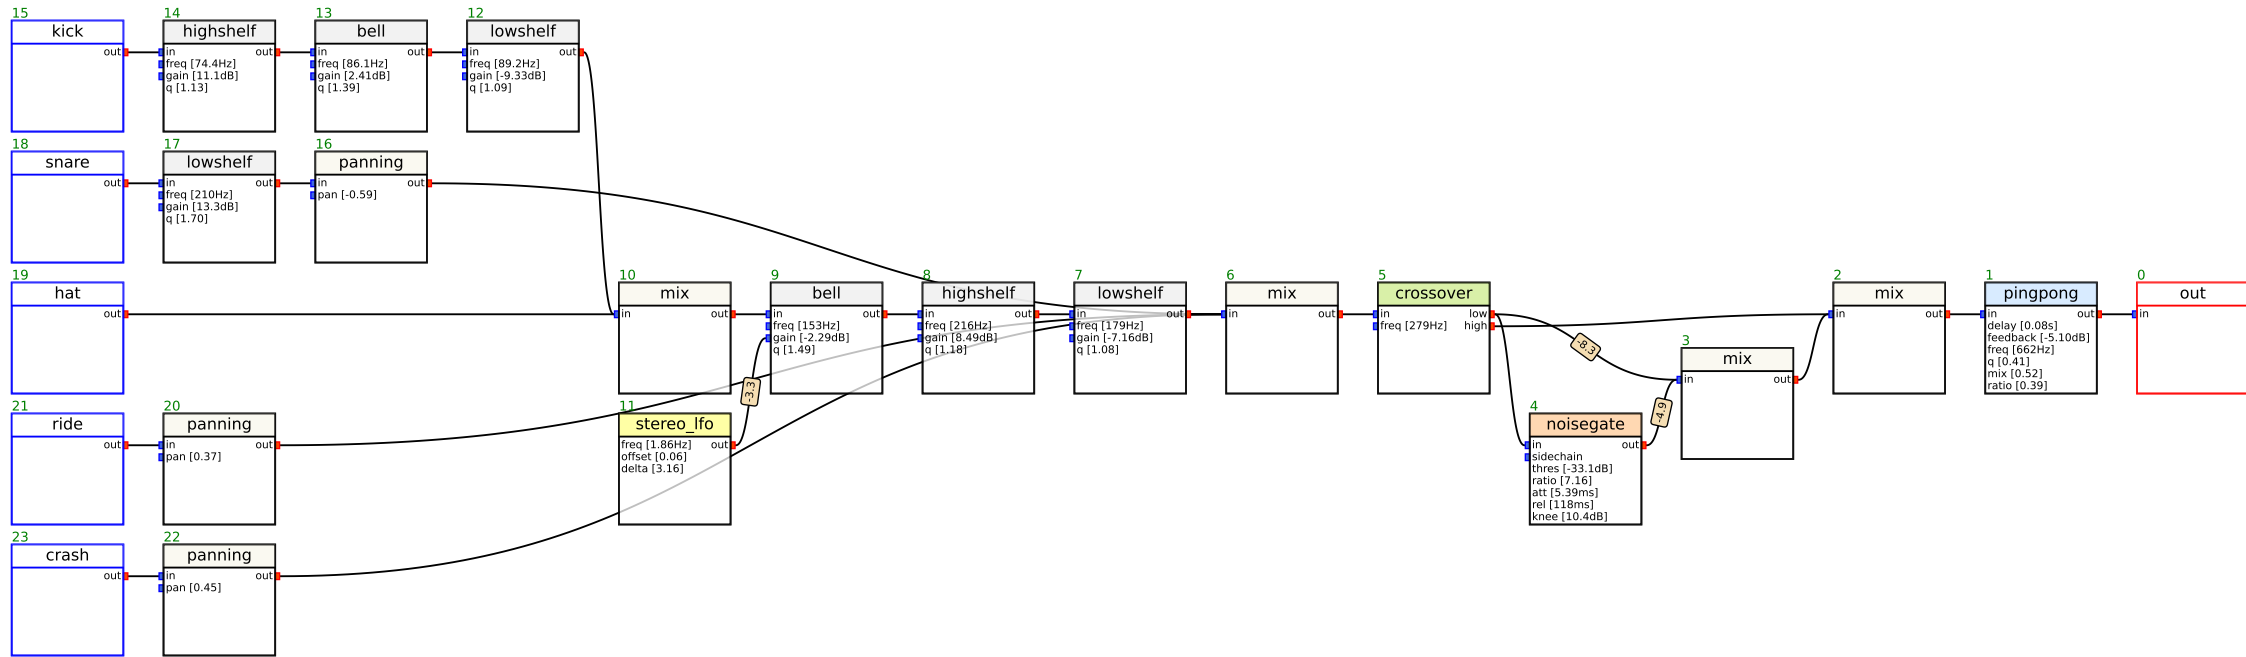 15
kick
out
14
highshelf
in out
freq [74.4Hz]
gain [11.1dB]
q [1.13]
13
bell
in out
freq [86.1Hz]
gain [2.41dB]
q [1.39]
12
lowshelf
in out
freq [89.2Hz]
gain [-9.33dB]
q [1.09]
18
snare
out
17
lowshelf
in out
freq [210Hz]
gain [13.3dB]
q [1.70]
16
panning
in out
pan [-0.59]
19
hat
out
10
mix
in out
9
bell
in out
freq [153Hz]
gain [-2.29dB]
q [1.49]
8
highshelf
in out
freq [216Hz]
gain [8.49dB]
q [1.18]
7
lowshelf
in out
freq [179Hz]
gain [-7.16dB]
q [1.08]
6
mix
in out
5
crossover
in low
freq [279Hz] high
-8.3
3
mix
in out
2
mix
in out
1
pingpong
in out
delay [0.08s]
feedback [-5.10dB]
freq [662Hz]
q [0.41]
mix [0.52]
ratio [0.39]
0
out
in
21
ride
out
20
panning
in out
pan [0.37]
11
stereo_lfo
freq [1.86Hz] out
offset [0.06]
delta [3.16]
-3.3
4
noisegate
in out
sidechain
thres [-33.1dB]
ratio [7.16]
att [5.39ms]
rel [118ms]
knee [10.4dB]
-4.9
23
crash
out
22
panning
in out
pan [0.45]